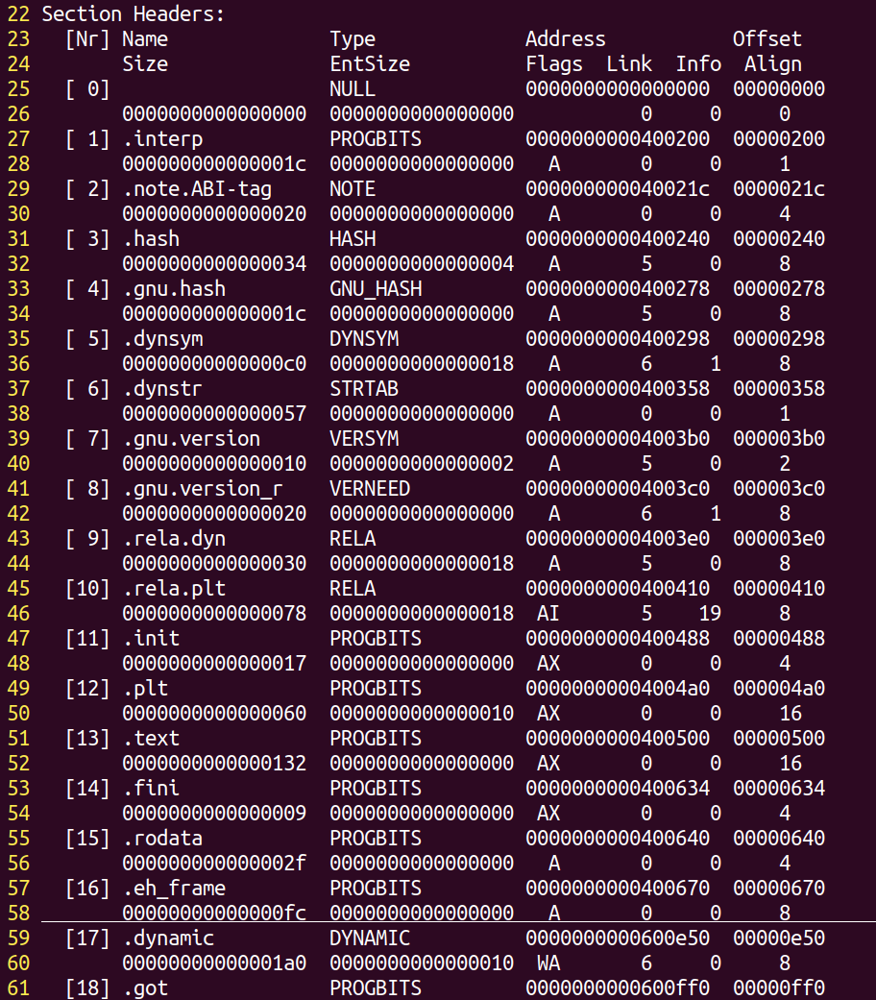 22 Section Headers:
23   [Nr] Name              Type             Address           Offset
24        Size              EntSize          Flags  Link  Info  Align
25   [ 0]                   NULL             0000000000000000  00000000
26        0000000000000000  0000000000000000           0     0     0
27   [ 1] .interp           PROGBITS         0000000000400200  00000200
28        000000000000001c  0000000000000000   A       0     0     1
29   [ 2] .note.ABI-tag     NOTE             000000000040021c  0000021c
30        0000000000000020  0000000000000000   A       0     0     4
31   [ 3] .hash             HASH             0000000000400240  00000240
32        0000000000000034  0000000000000004   A       5     0     8
33   [ 4] .gnu.hash         GNU_HASH         0000000000400278  00000278
34        000000000000001c  0000000000000000   A       5     0     8
35   [ 5] .dynsym           DYNSYM           0000000000400298  00000298
36        00000000000000c0  0000000000000018   A       6     1     8
37   [ 6] .dynstr           STRTAB           0000000000400358  00000358
38        0000000000000057  0000000000000000   A       0     0     1
39   [ 7] .gnu.version      VERSYM           00000000004003b0  000003b0
40        0000000000000010  0000000000000002   A       5     0     2
41   [ 8] .gnu.version_r    VERNEED          00000000004003c0  000003c0
42        0000000000000020  0000000000000000   A       6     1     8
43   [ 9] .rela.dyn         RELA             00000000004003e0  000003e0
44        0000000000000030  0000000000000018   A       5     0     8
45   [10] .rela.plt         RELA             0000000000400410  00000410
46        0000000000000078  0000000000000018  AI       5    19     8
47   [11] .init             PROGBITS         0000000000400488  00000488
48        0000000000000017  0000000000000000  AX       0     0     4
49   [12] .plt              PROGBITS         00000000004004a0  000004a0
50        0000000000000060  0000000000000010  AX       0     0     16
51   [13] .text             PROGBITS         0000000000400500  00000500
52        0000000000000132  0000000000000000  AX       0     0     16
53   [14] .fini             PROGBITS         0000000000400634  00000634
54        0000000000000009  0000000000000000  AX       0     0     4
55   [15] .rodata           PROGBITS         0000000000400640  00000640
56        000000000000002f  0000000000000000   A       0     0     4
57   [16] .eh_frame         PROGBITS         0000000000400670  00000670
58        00000000000000fc  0000000000000000   A       0     0     8
59   [17] .dynamic          DYNAMIC          0000000000600e50  00000e50
60        00000000000001a0  0000000000000010  WA       6     0     8
61   [18] .got              PROGBITS         0000000000600ff0  00000ff0